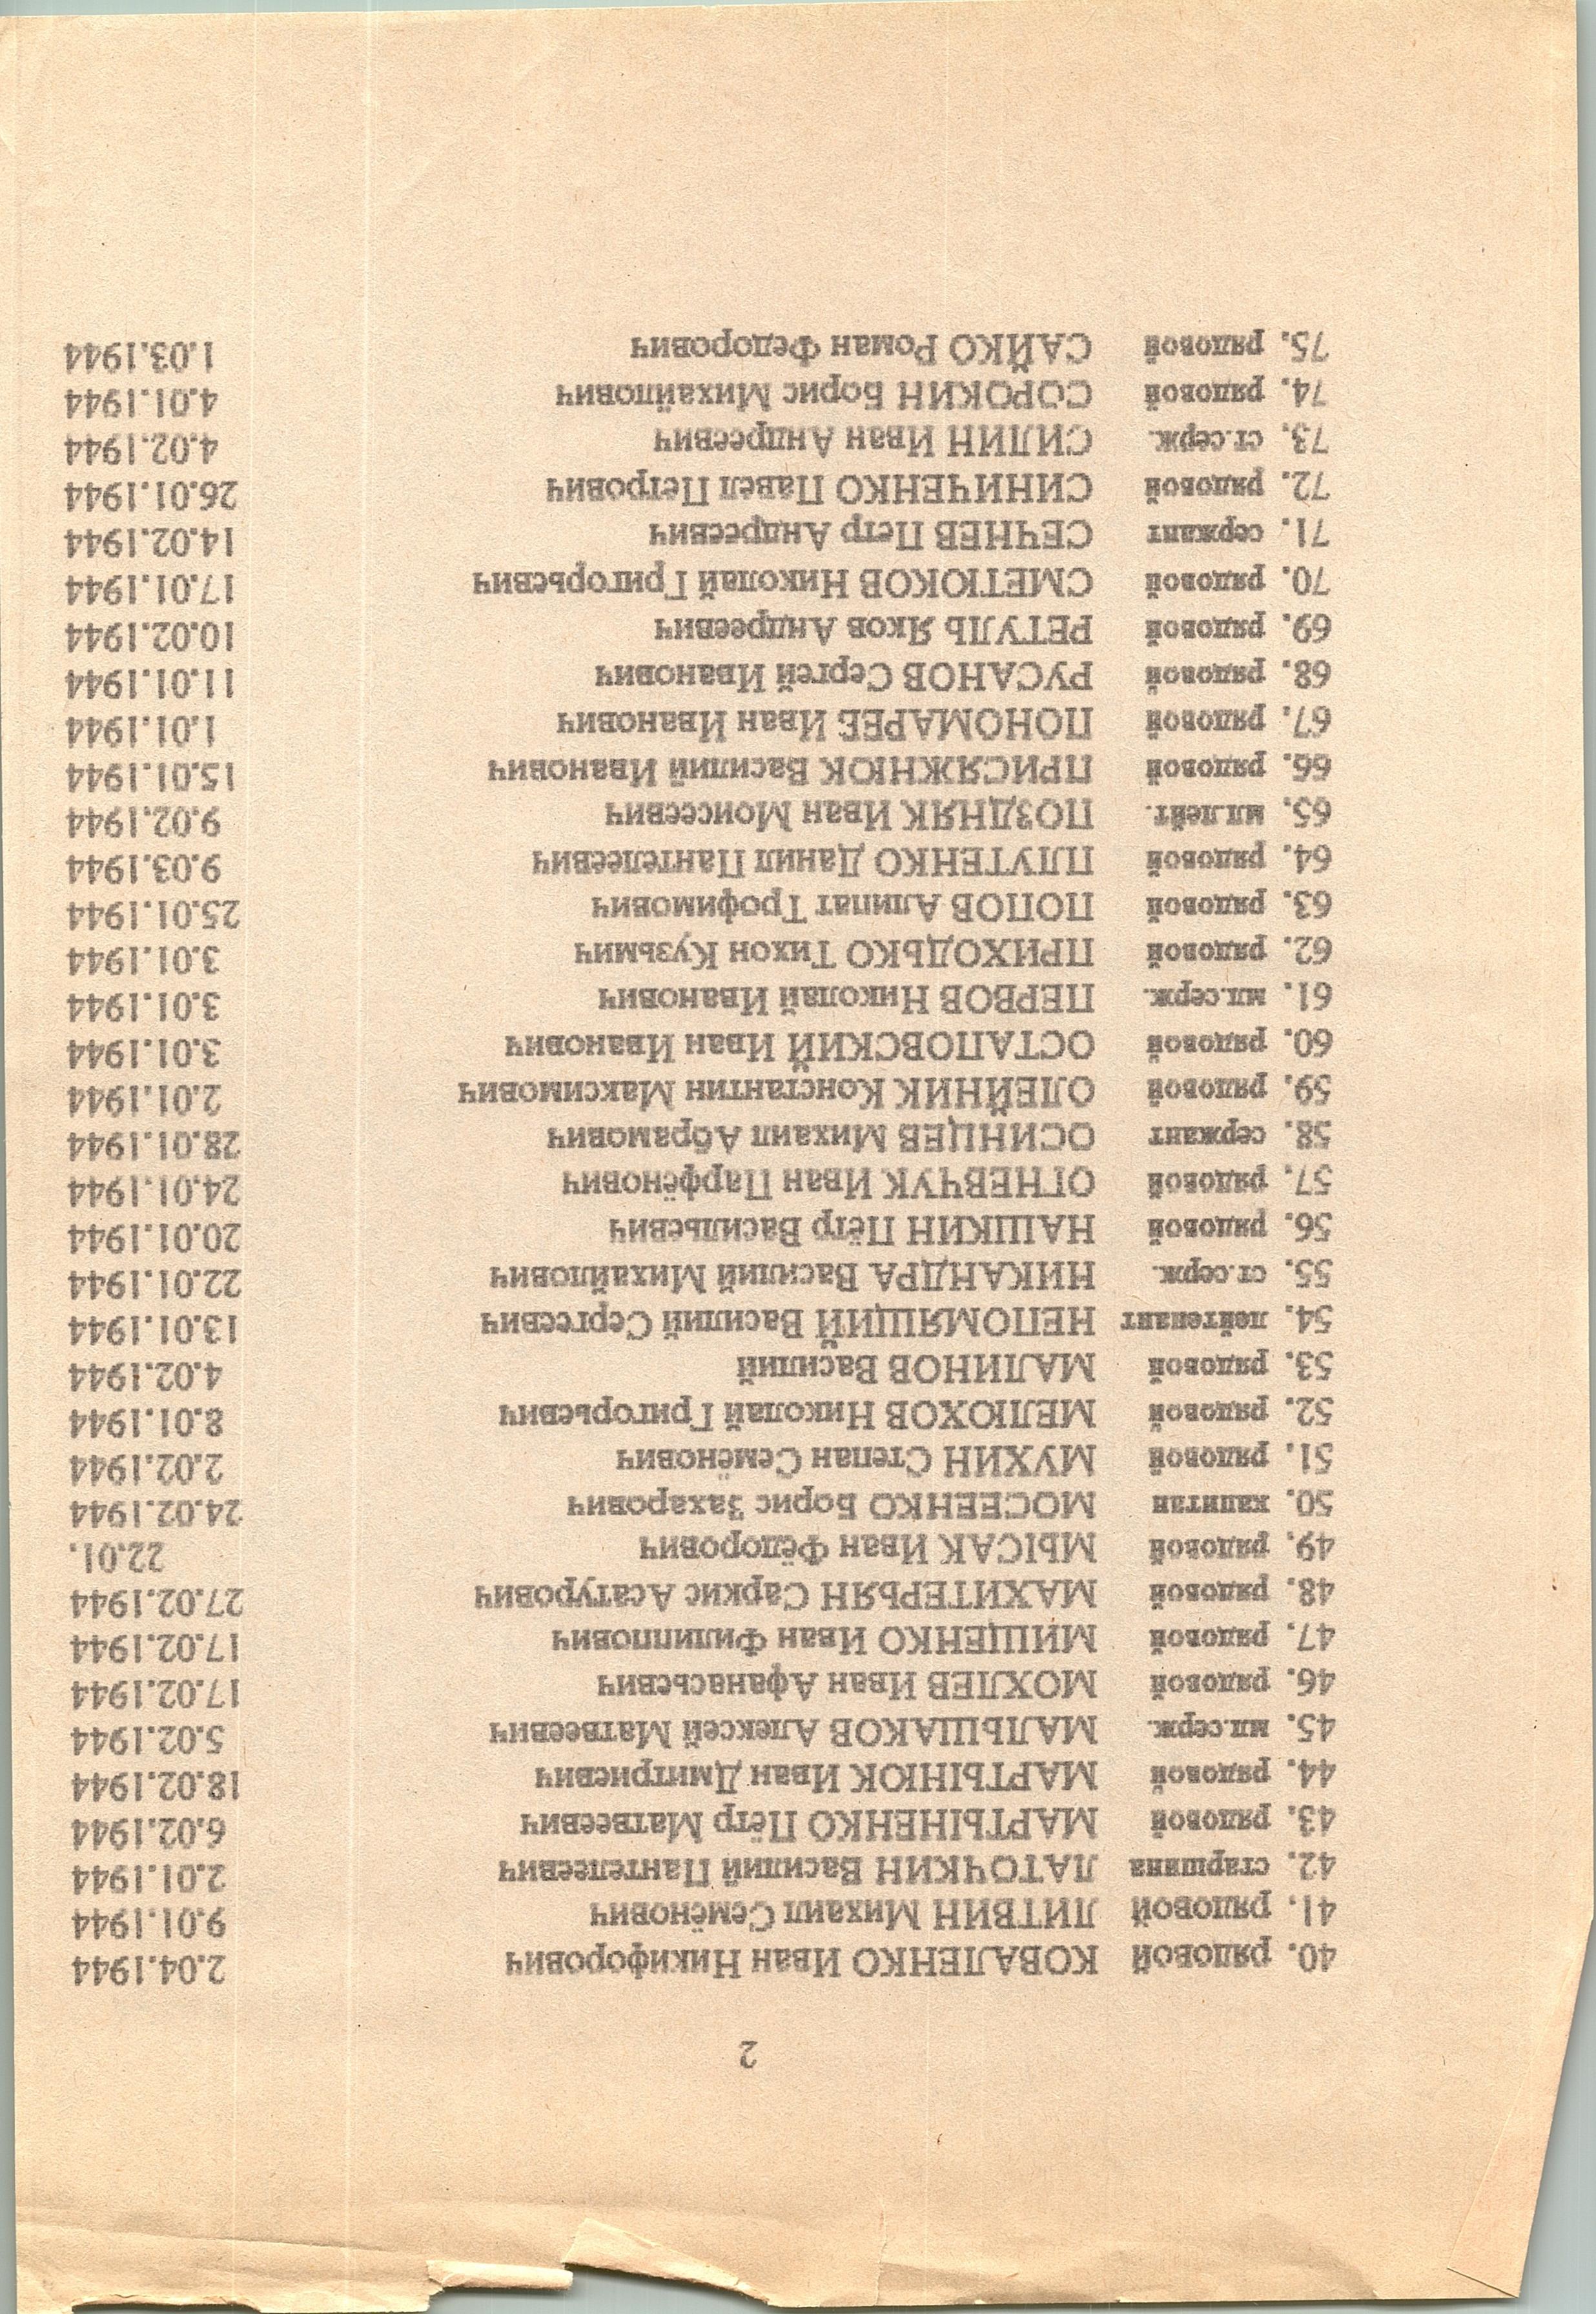 2
40. рядовой КОВАЛЕНКО Иван Никифорович 2.04.1944
41. рядовой ЛИТВИН Михаил Семёнович 9.01.1944
42. старшина ЛАТОЧКИН Василий Пантелеевич 2.01.1944
43. рядовой МАРТЫНЕНКО Пётр Матвеевич 6.02.1944
44. рядовой МАРТЫНЮК Иван Дмитриевич 18.02.1944
45. мл.серж. МАЛЬШАКОВ Алексей Матвеевич 5.02.1944
46. рядовой МОХЛЕВ Иван Афанасьевич 17.02.1944
47. рядовой МИЩЕНКО Иван Филиппович 17.02.1944
48. рядовой МАХИТЕРЬЯН Саркис Асатурович 27.02.1944
49. рядовой МЫСАК Иван Фёдорович 22.01.
50. капитан МОСЕЕНКО Борис Захарович 24.02.1944
51. рядовой МУХИН Степан Семёнович 2.02.1944
52. рядовой МЕЛЮХОВ Николай Григорьевич 8.01.1944
53. рядовой МАЛИНОВ Василий 4.02.1944
54. лейтенант НЕПОМЯЩИЙ Василий Сергеевич 13.01.1944
55. ст.серж. НИКАНДРА Василий Михайлович 22.01.1944
56. рядовой НАШКИН Пётр Васильевич 20.01.1944
57. рядовой ОГНЕВЧУК Иван Парфёнович 24.01.1944
58. сержант ОСИНЦЕВ Михаил Абрамович 28.01.1944
59. рядовой ОЛЕЙНИК Константин Максимович 2.01.1944
60. рядовой ОСТАПОВСКИЙ Иван Иванович 3.01.1944
61. мл.серж. ПЕРВОВ Николай Иванович 3.01.1944
62. рядовой ПРИХОДЬКО Тихон Кузьмич 3.01.1944
63. рядовой ПОПОВ Алипат Трофимович 25.01.1944
64. рядовой ПЛУТЕНКО Данил Пантелеевич 9.03.1944
65. мл.лейт. ПОЗДНЯК Иван Моисеевич 9.02.1944
66. рядовой ПРИСЯЖНЮК Василий Иванович 15.01.1944
67. рядовой ПОНОМАРЕВ Иван Иванович 1.01.1944
68. рядовой РУСАНОВ Сергей Иванович 11.01.1944
69. рядовой РЕТУЛЬ Яков Андреевич 10.02.1944
70. рядовой СМЕТЮКОВ Николай Григорьевич 17.01.1944
71. сержант СЕЧНЕВ Петр Андреевич 14.02.1944
72. рядовой СИНИЧЕНКО Павел Петрович 26.01.1944
73. ст.серж. СИЛИН Иван Андреевич 4.02.1944
74. рядовой СОРОКИН Борис Михайлович 4.01.1944
75. рядовой САЙКО Роман Федорович 1.03.1944